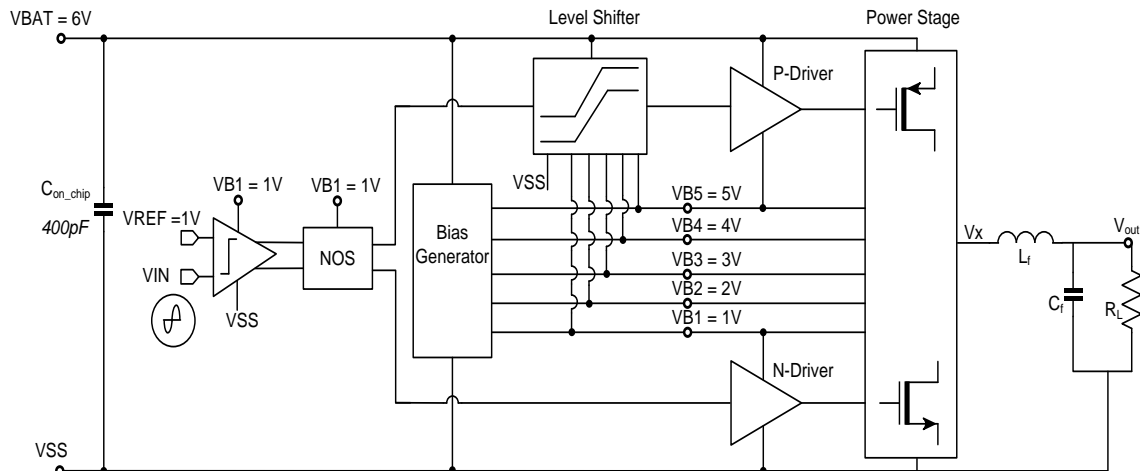 VBAT = 6V
Level Shifter
Power Stage
P-Driver
VSS
C_on_chip
400pF
VB1 = 1V
VB1 = 1V
VREF =1V
VIN
VSS
NOS
Bias
Generator
VB5 = 5V
VB4 = 4V
VB3 = 3V
VB2 = 2V
VB1 = 1V
N-Driver
Vx
L_f
V_out
C_f
R_L
VSS